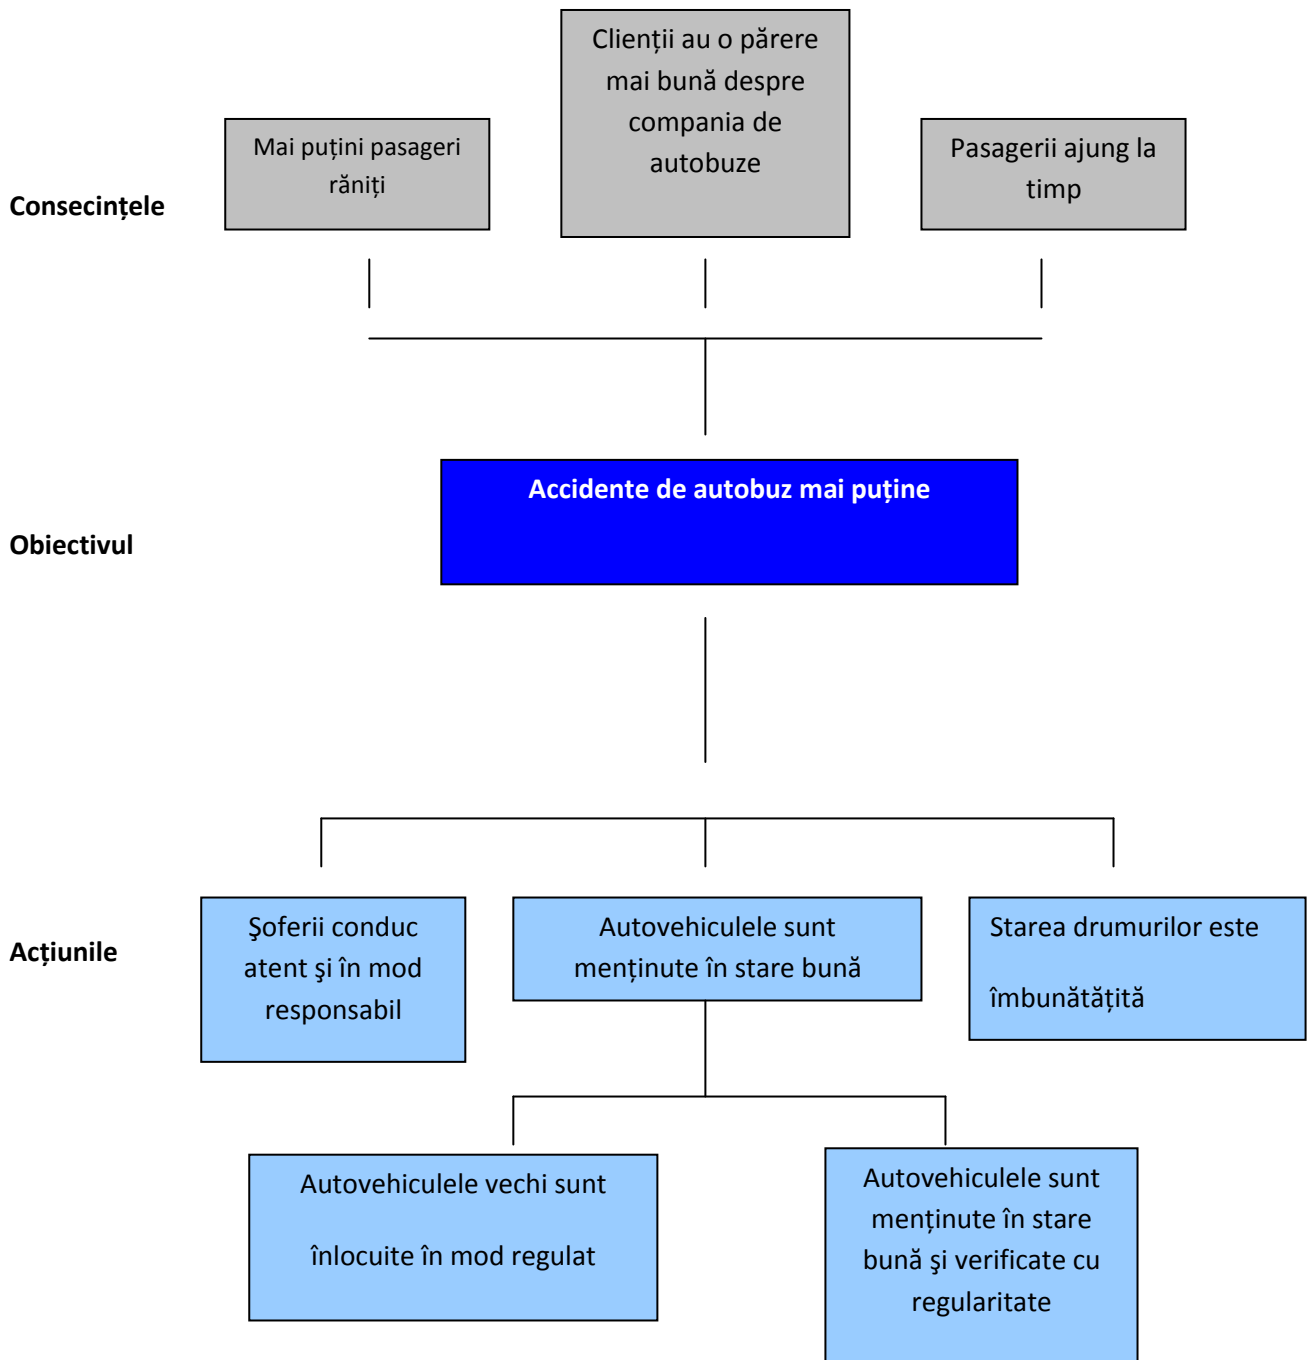 Clienții au o părere
mai bună despre
compania de
autobuze
Mai puțini pasageri
răniți
Pasagerii ajung la
timp
Consecințele
Accidente de autobuz mai puține
Obiectivul
Şoferii conduc
atent şi în mod
responsabil
Autovehiculele sunt
menținute în stare bună
Starea drumurilor este
îmbunătățită
Acțiunile
Autovehiculele vechi sunt
înlocuite în mod regulat
Autovehiculele sunt
menținute în stare
bună şi verificate cu
regularitate